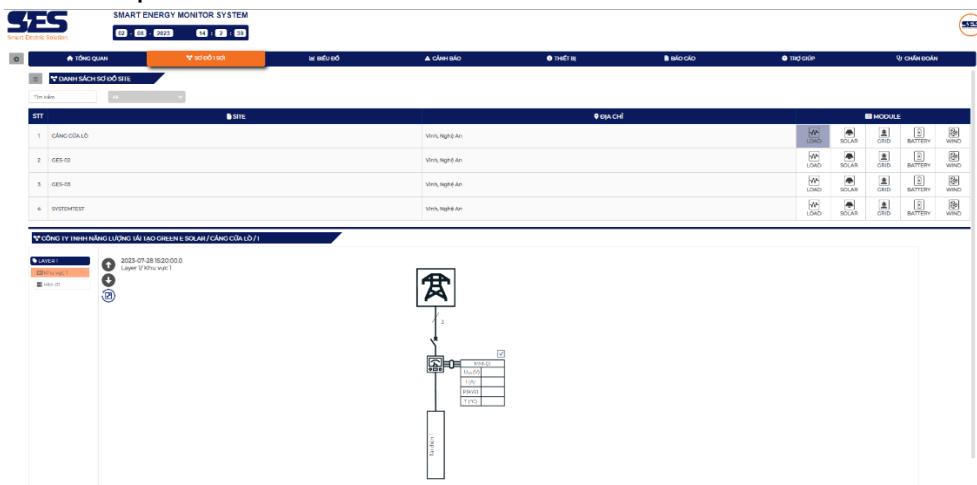 SES
Smart Electric Solution
SMART ENERGY MONITOR SYSTEM
02 - 08 - 2023 14 : 2 : 38
SES
TỔNG QUAN SƠ ĐỒ 1 SỢI BIỂU ĐỒ CẢNH BÁO THIẾT BỊ BÁO CÁO TRỢ GIÚP CHẨN ĐOÁN
DANH SÁCH SƠ ĐỒ SITE
Tìm kiếm All
STT SITE ĐỊA CHỈ MODULE
1 CẢNG CỬA LÒ Vinh, Nghệ An LOAD SOLAR GRID BATTERY WIND
2 GES-02 Vinh, Nghệ An LOAD SOLAR GRID BATTERY WIND
3 GES-03 Vinh, Nghệ An LOAD SOLAR GRID BATTERY WIND
4 SYSTEMTEST Vinh, Nghệ An LOAD SOLAR GRID BATTERY WIND
CÔNG TY TNHH NĂNG LƯỢNG TÁI TẠO GREEN E SOLAR / CẢNG CỬA LÒ / 1
LAYER 1
Khu vực 1
2023-07-28 15:20:00.0
Layer 1/ Khu vực 1
3
I (A)
P(kW)
T (°C)